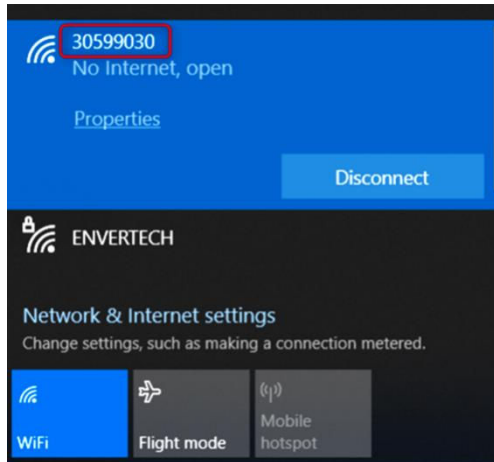 30599030
No Internet, open
Properties
Disconnect
ENVERTECH
Network & Internet settings
Change settings, such as making a connection metered.
WiFi
Flight mode
Mobile
hotspot